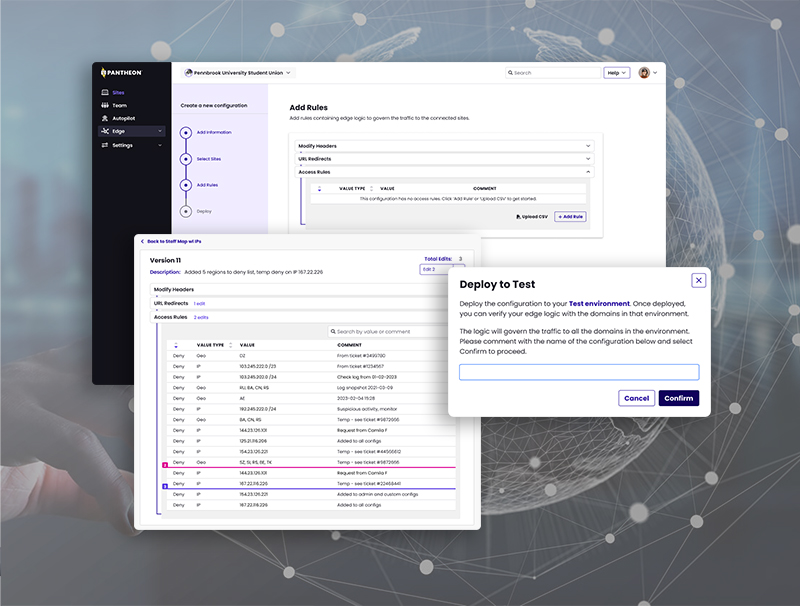 PANTHEON
Sites
Team
Autopilot
Edge
Settings
Pennbrook University Student Union
Search
Help
Create a new configuration
Add Information
Select Sites
Add Rules
Deploy
Add Rules
Add rules containing edge logic to govern the traffic to the connected sites.
Modify Headers
URL Redirects
Access Rules
VALUE TYPE VALUE COMMENT
This configuration has no access rules. Click 'Add Rule' or 'Upload CSV' to get started.
Upload CSV + Add Rule
Back to Staff Map w/ IPs
Version 11
Total Edits: 3
Description: Added 5 regions to deny list, temp deny on IP 167.22.226
Edit 3
Modify Headers
URL Redirects 1 edit
Access Rules 2 edits
Search by value or comment
VALUE TYPE VALUE COMMENT
Deny Geo DZ From ticket #3499780
Deny IP 103.245.222.0 /23 From ticket #1234567
Deny IP 103.245.222.0 /24 Check log from 91-02-2023
Deny Geo RU, BA, CN, RS Log snapshot 2021-03-09
Deny Geo AE 2023-02-04 15:28
Deny IP 192.245.222.0 /24 Suspicious activity, monitor
Deny Geo BA, CN, RS Temp - see ticket #9872656
Deny IP 144.23.126.101 Request from Camila F
Deny IP 125.21.116.226 Added to all configs
Deny IP 154.23.126.221 Temp - see ticket #44566612
Deny Geo SZ, SI, RS, BE, TK Temp - see ticket #9872656
Deny IP 144.23.126.101 Request from Camila F
Deny IP 167.22.116.226 Temp - see ticket #22468441
Deny IP 154.23.126.221 Added to admin and custom configs
Deny IP 167.22.116.226 Added to all configs
Deploy to Test
Deploy the configuration to your Test environment. Once deployed,
you can verify your edge logic with the domains in that environment.
The logic will govern the traffic to all the domains in the environment.
Please comment with the name of the configuration below and select
Confirm to proceed.
Cancel Confirm